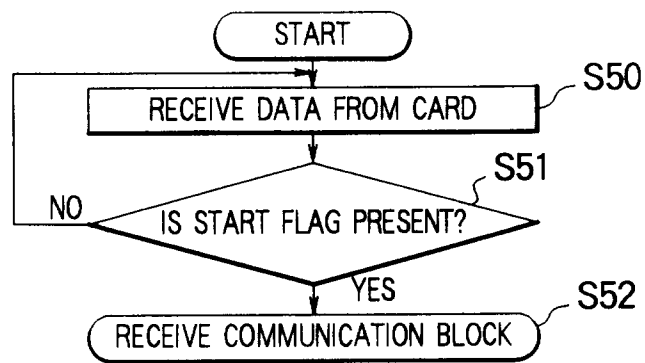 START
RECEIVE DATA FROM CARD
S50
IS START FLAG PRESENT?
S51
NO
YES
RECEIVE COMMUNICATION BLOCK
S52